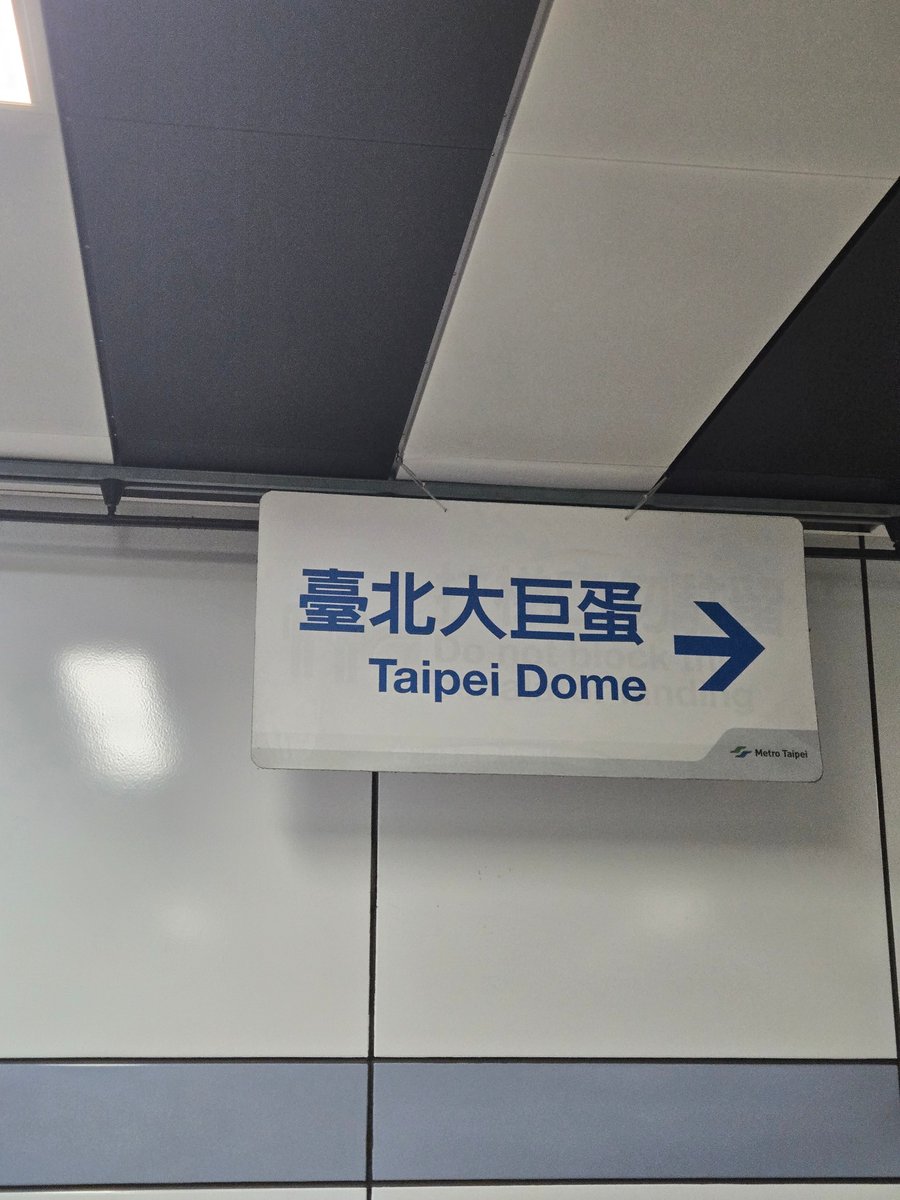 臺北大巨蛋
Taipei Dome
Metro Taipei